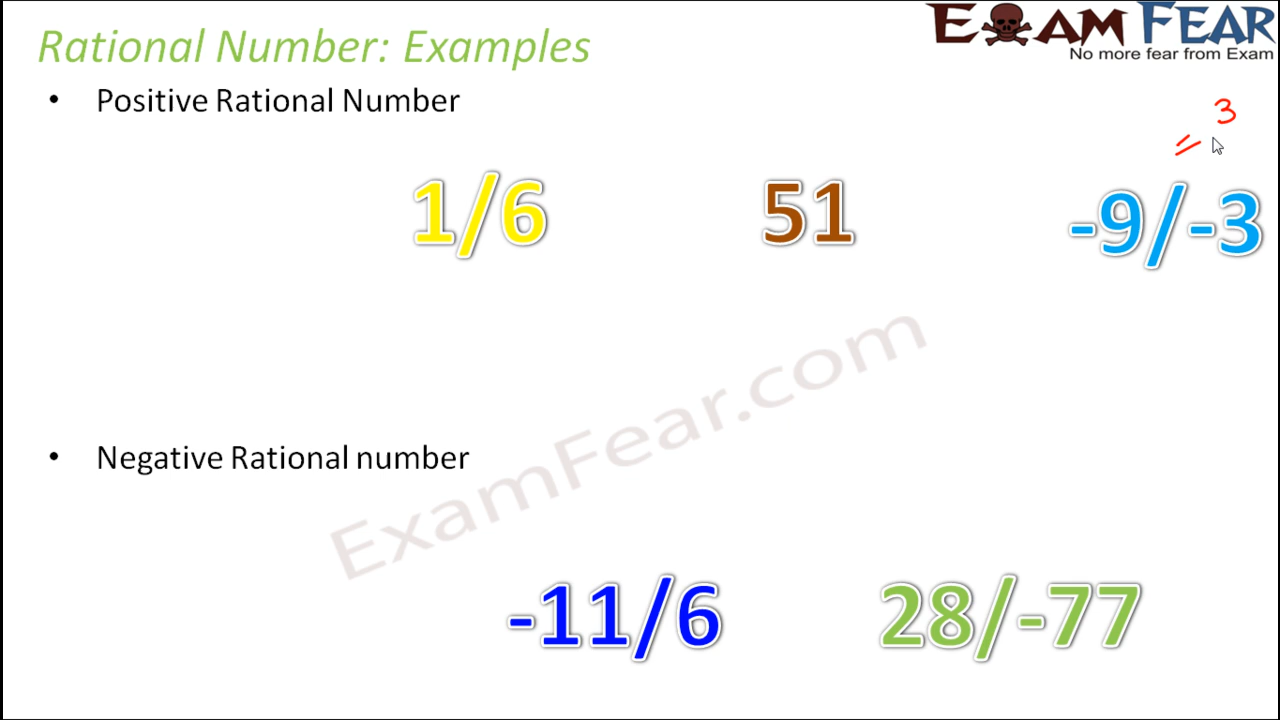 Rational Number: Examples
EXAM FEAR
No more fear from Exam
• Positive Rational Number
= 3
1/6 51 -9/-3
ExamFear.com
• Negative Rational number
-11/6 28/-77